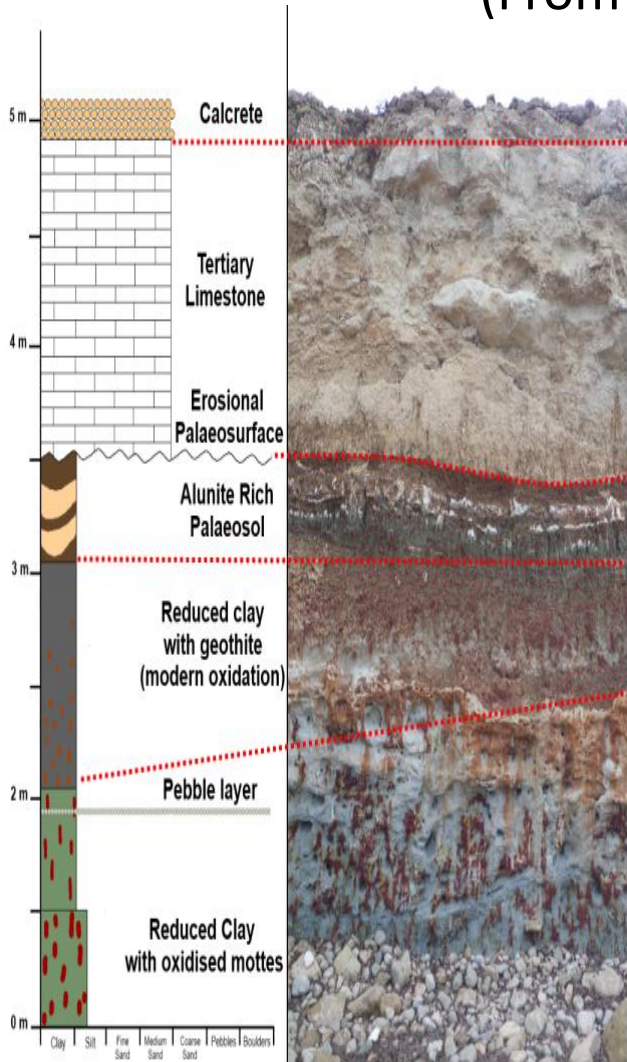 (From
5 m
Calcrete
Tertiary
Limestone
4 m
Erosional
Palaeosurface
Alunite Rich
Palaeosol
3 m
Reduced clay
with geothite
(modern oxidation)
2 m
Pebble layer
Reduced Clay
with oxidised mottes
0 m
Clay
Silt
Fine
Sand
Medium
Sand
Coarse
Sand
Pebbles
Boulders